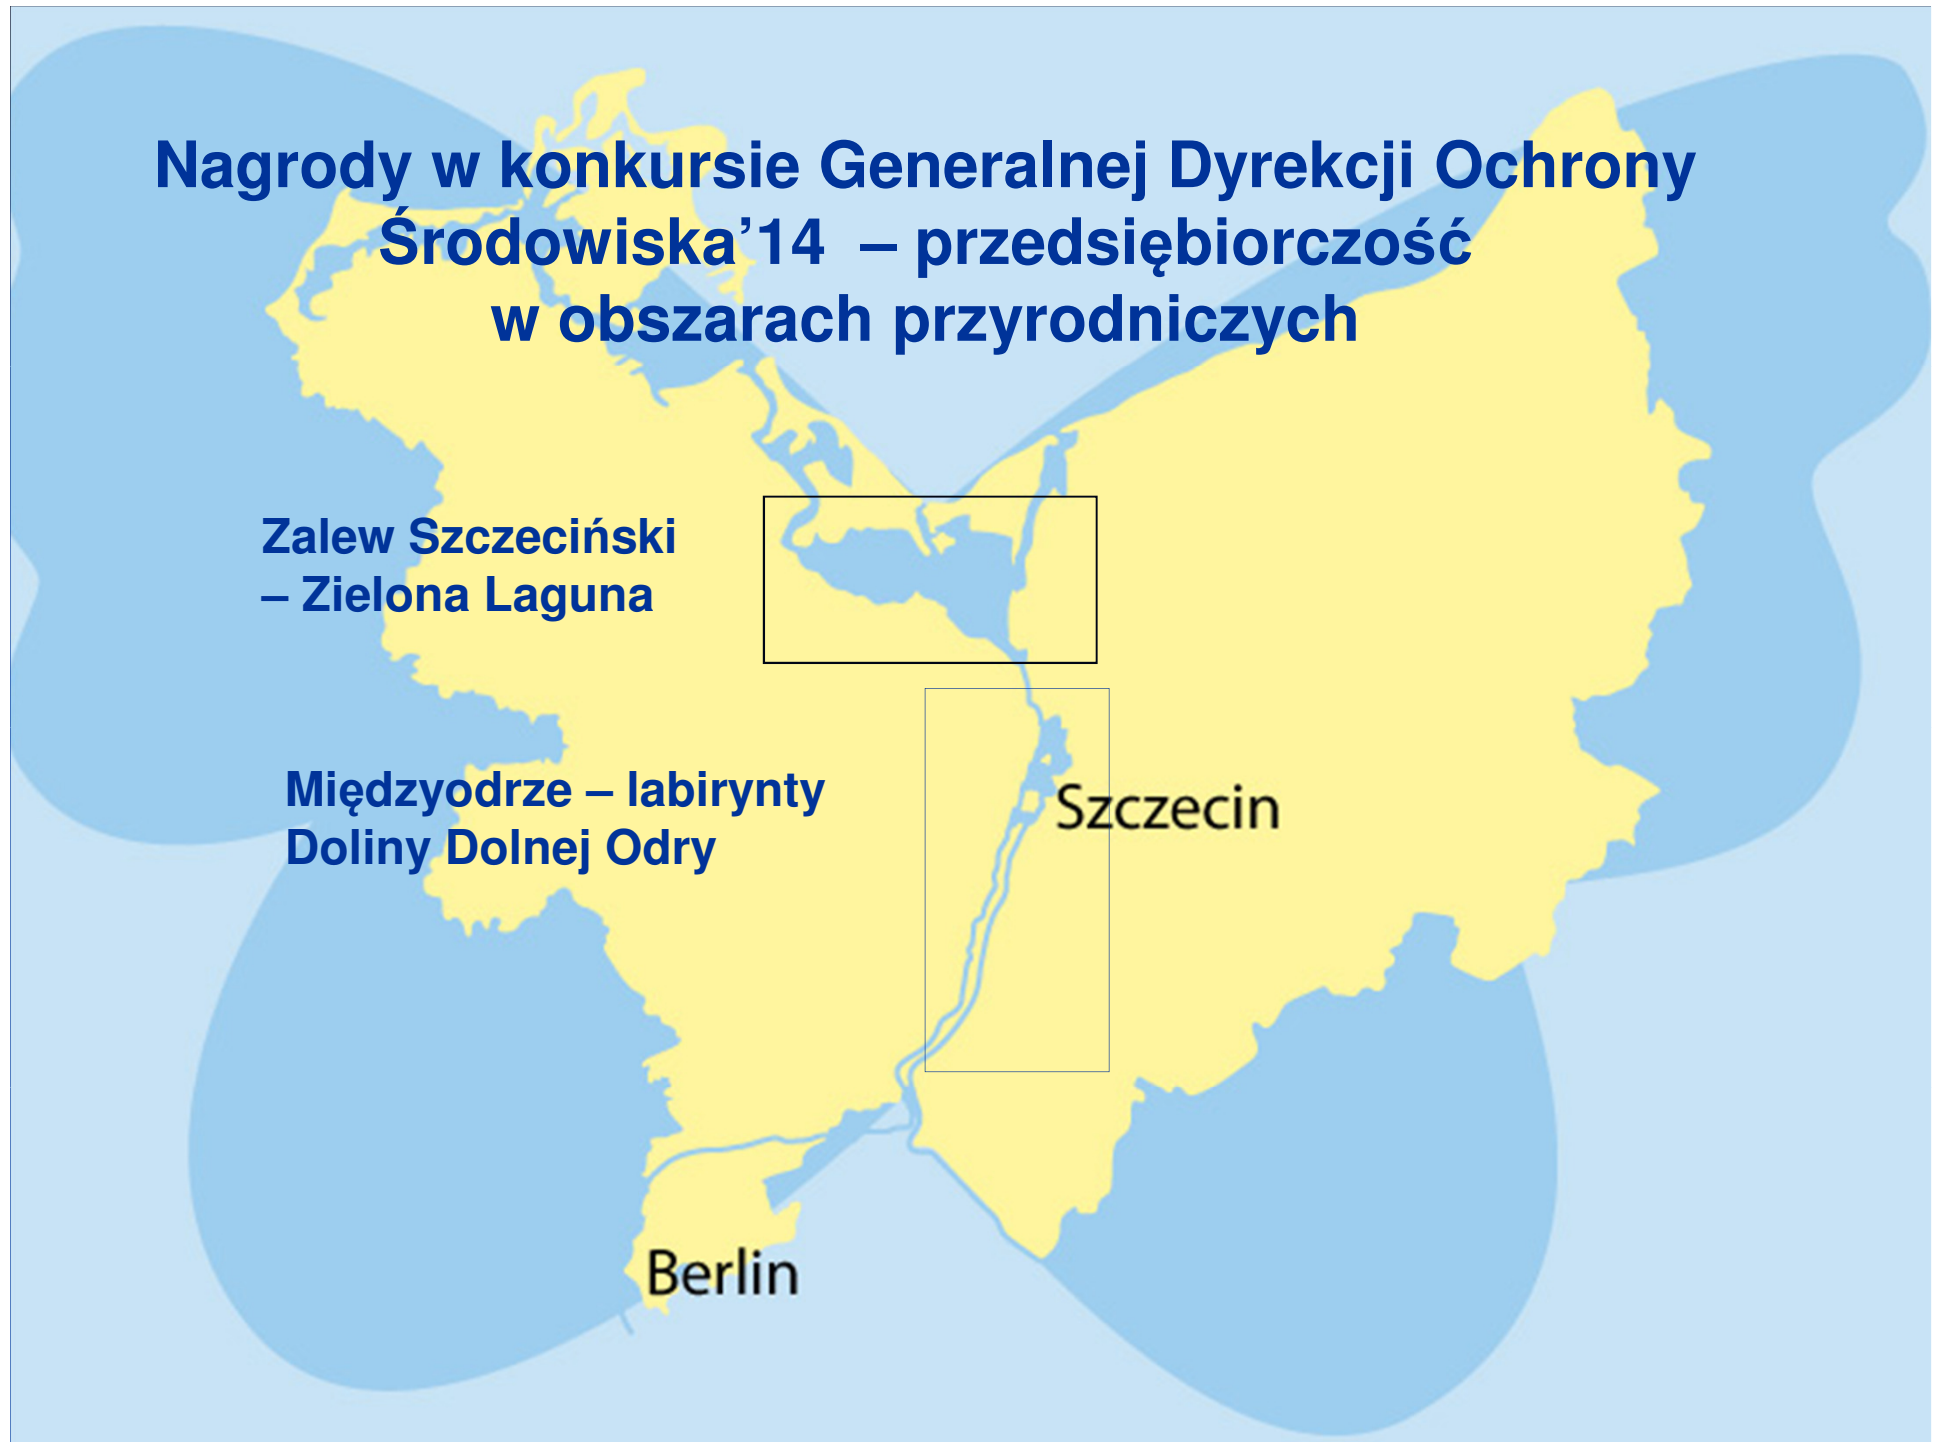 Nagrody w konkursie Generalnej Dyrekcji Ochrony
Środowiska’14 – przedsiębiorczość
w obszarach przyrodniczych
Zalew Szczeciński
– Zielona Laguna
Międzyodrze – labirynty
Doliny Dolnej Odry
Szczecin
Berlin